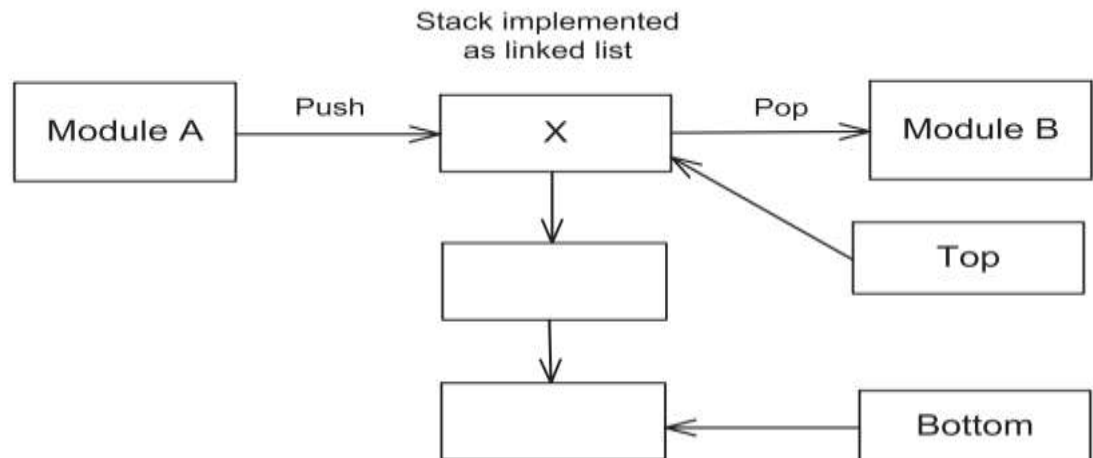 Stack implemented
as linked list
Module A
Push
X
Pop
Module B
Top
Bottom